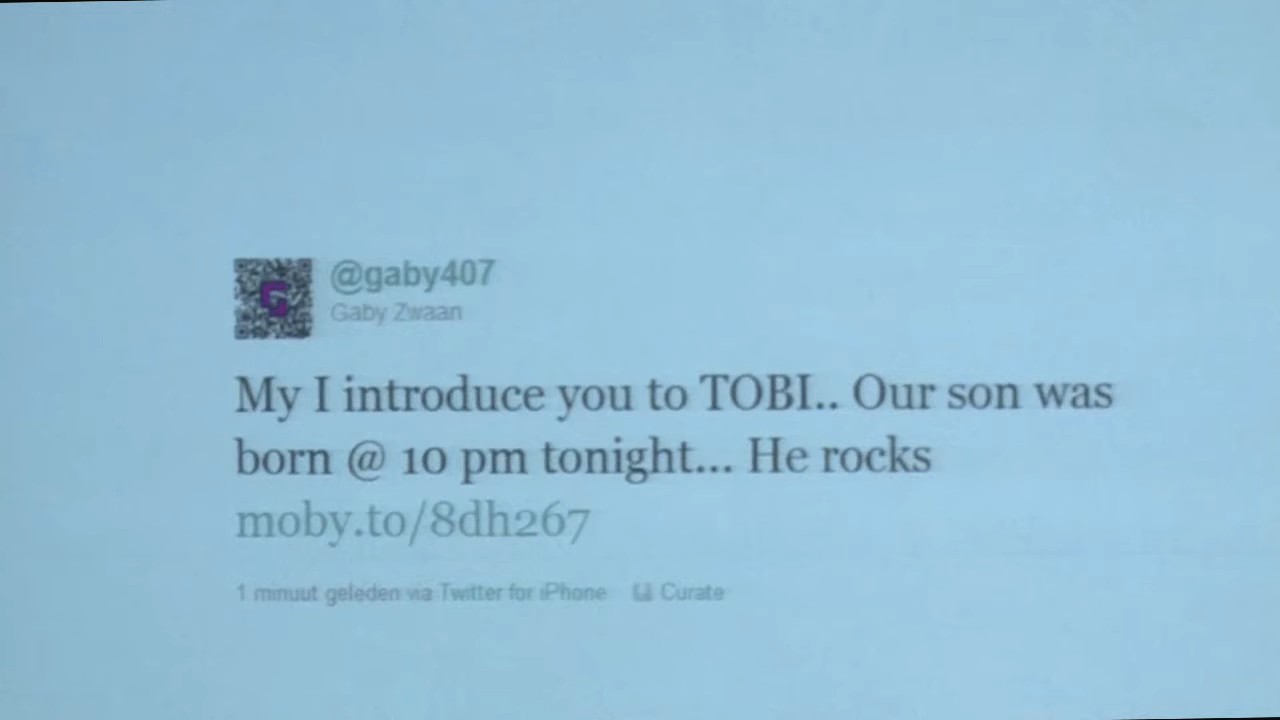 @gaby407
Gaby Zwaan
My I introduce you to TOBI.. Our son was
born @ 10 pm tonight... He rocks
moby.to/8dh267
1 minuut geleden via Twitter for iPhone Curate